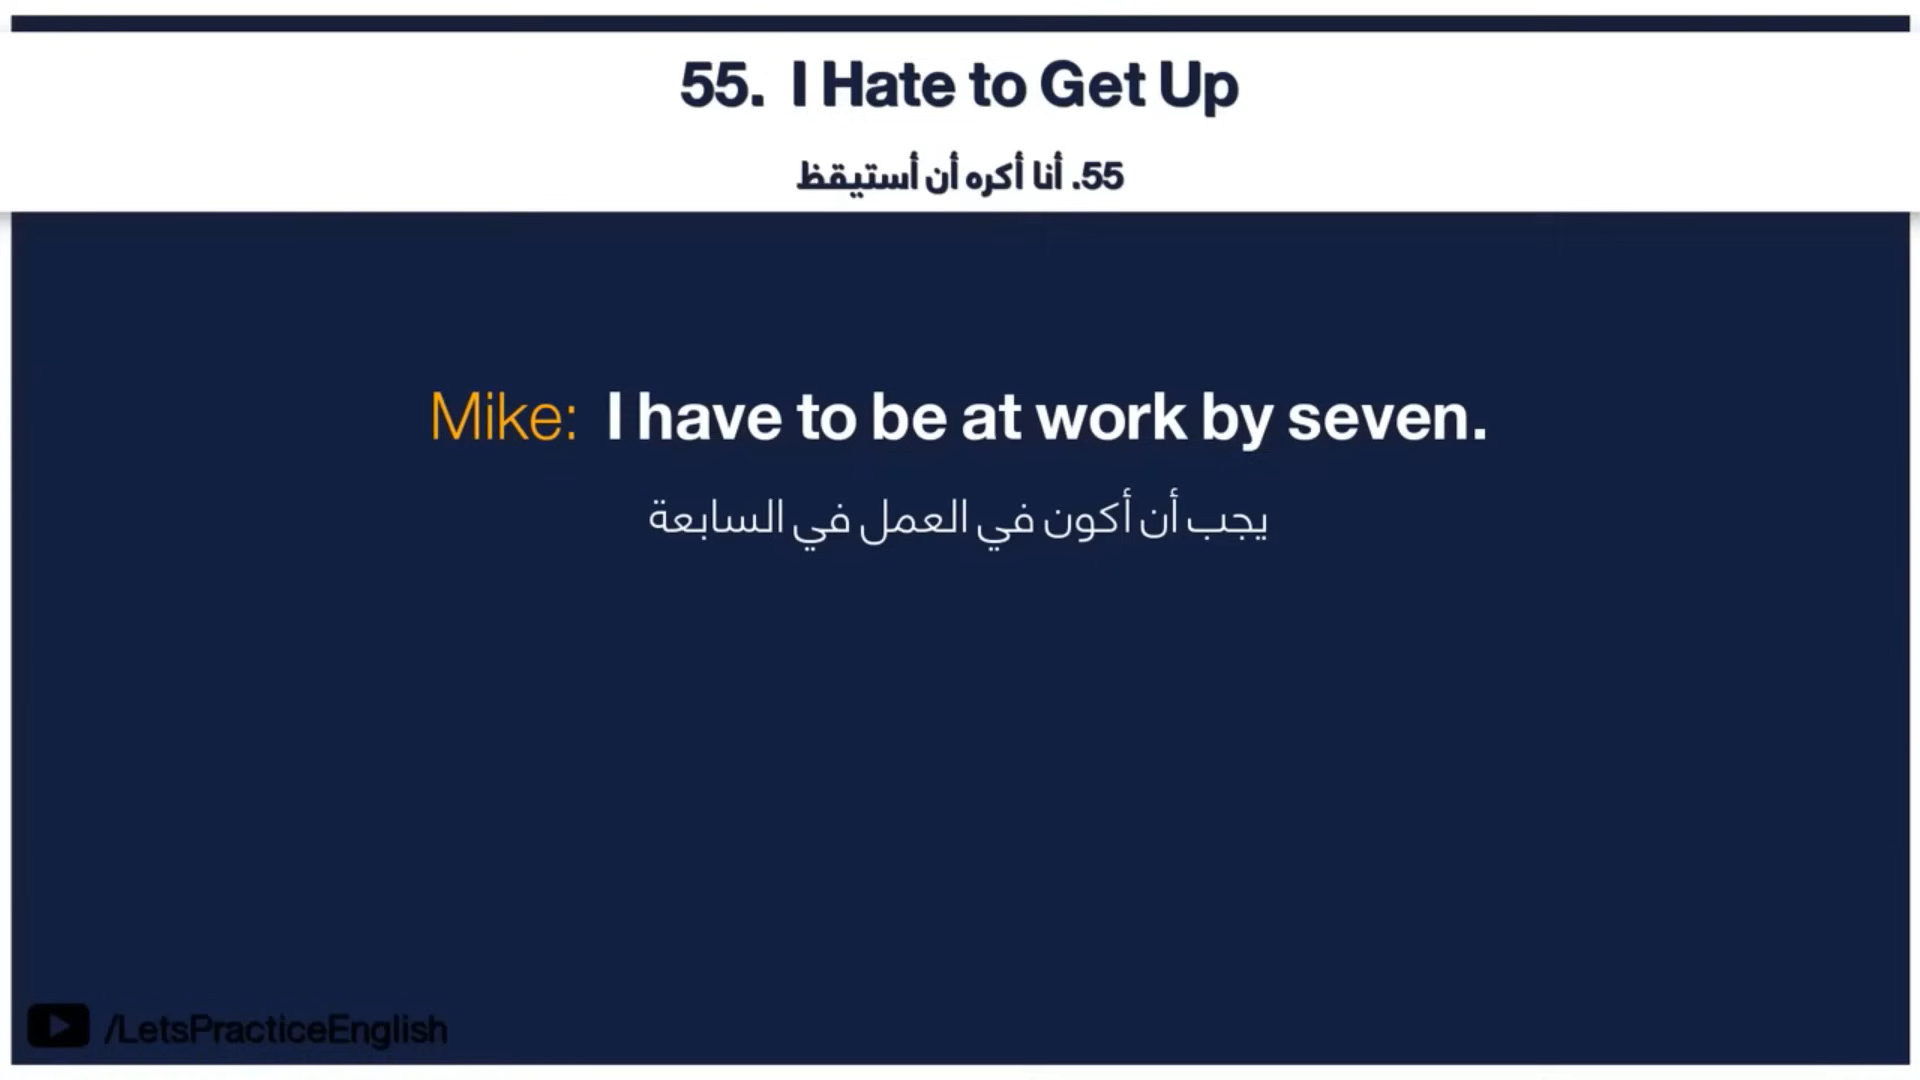 55. I Hate to Get Up
55. أنا أكره أن أستيقظ
Mike: I have to be at work by seven.
يجب أن أكون في العمل في السابعة
/LetsPracticeEnglish